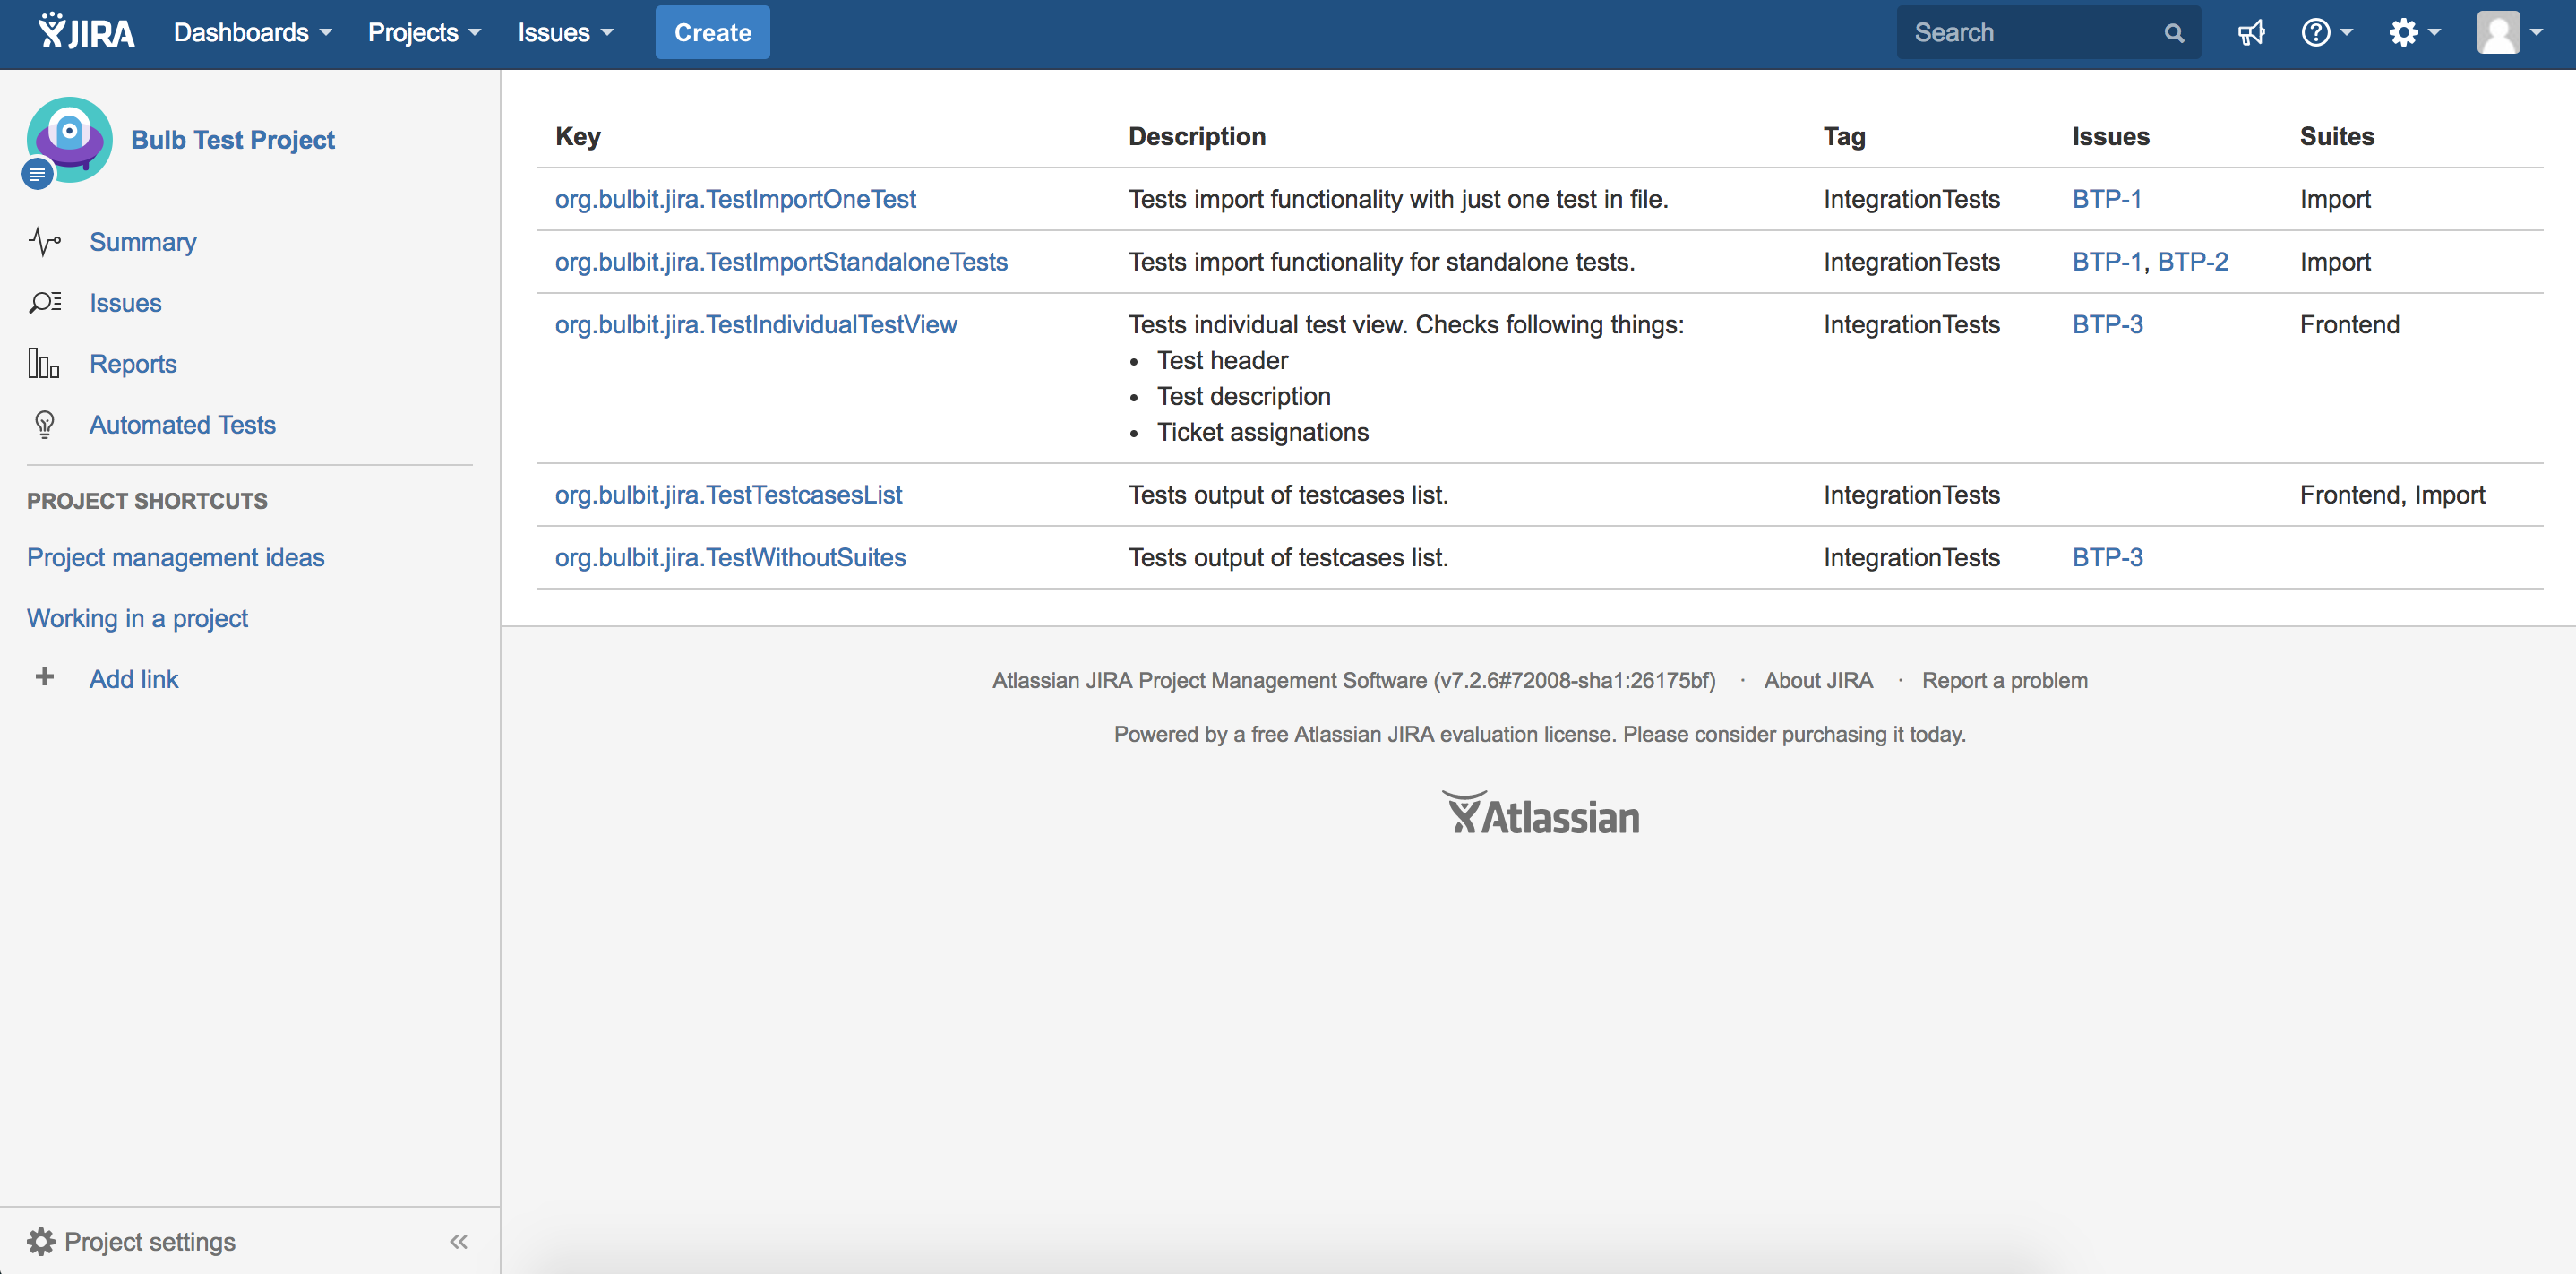 JIRA Dashboards Projects Issues Create Search
Bulb Test Project
Summary
Issues
Reports
Automated Tests
PROJECT SHORTCUTS
Project management ideas
Working in a project
Add link
Project settings
Key Description Tag Issues Suites
org.bulbit.jira.TestImportOneTest Tests import functionality with just one test in file. IntegrationTests BTP-1 Import
org.bulbit.jira.TestImportStandaloneTests Tests import functionality for standalone tests. IntegrationTests BTP-1, BTP-2 Import
org.bulbit.jira.TestIndividualTestView Tests individual test view. Checks following things: IntegrationTests BTP-3 Frontend
• Test header
• Test description
• Ticket assignations
org.bulbit.jira.TestTestcasesList Tests output of testcases list. IntegrationTests Frontend, Import
org.bulbit.jira.TestWithoutSuites Tests output of testcases list. IntegrationTests BTP-3
Atlassian JIRA Project Management Software (v7.2.6#72008-sha1:26175bf) · About JIRA · Report a problem
Powered by a free Atlassian JIRA evaluation license. Please consider purchasing it today.
Atlassian